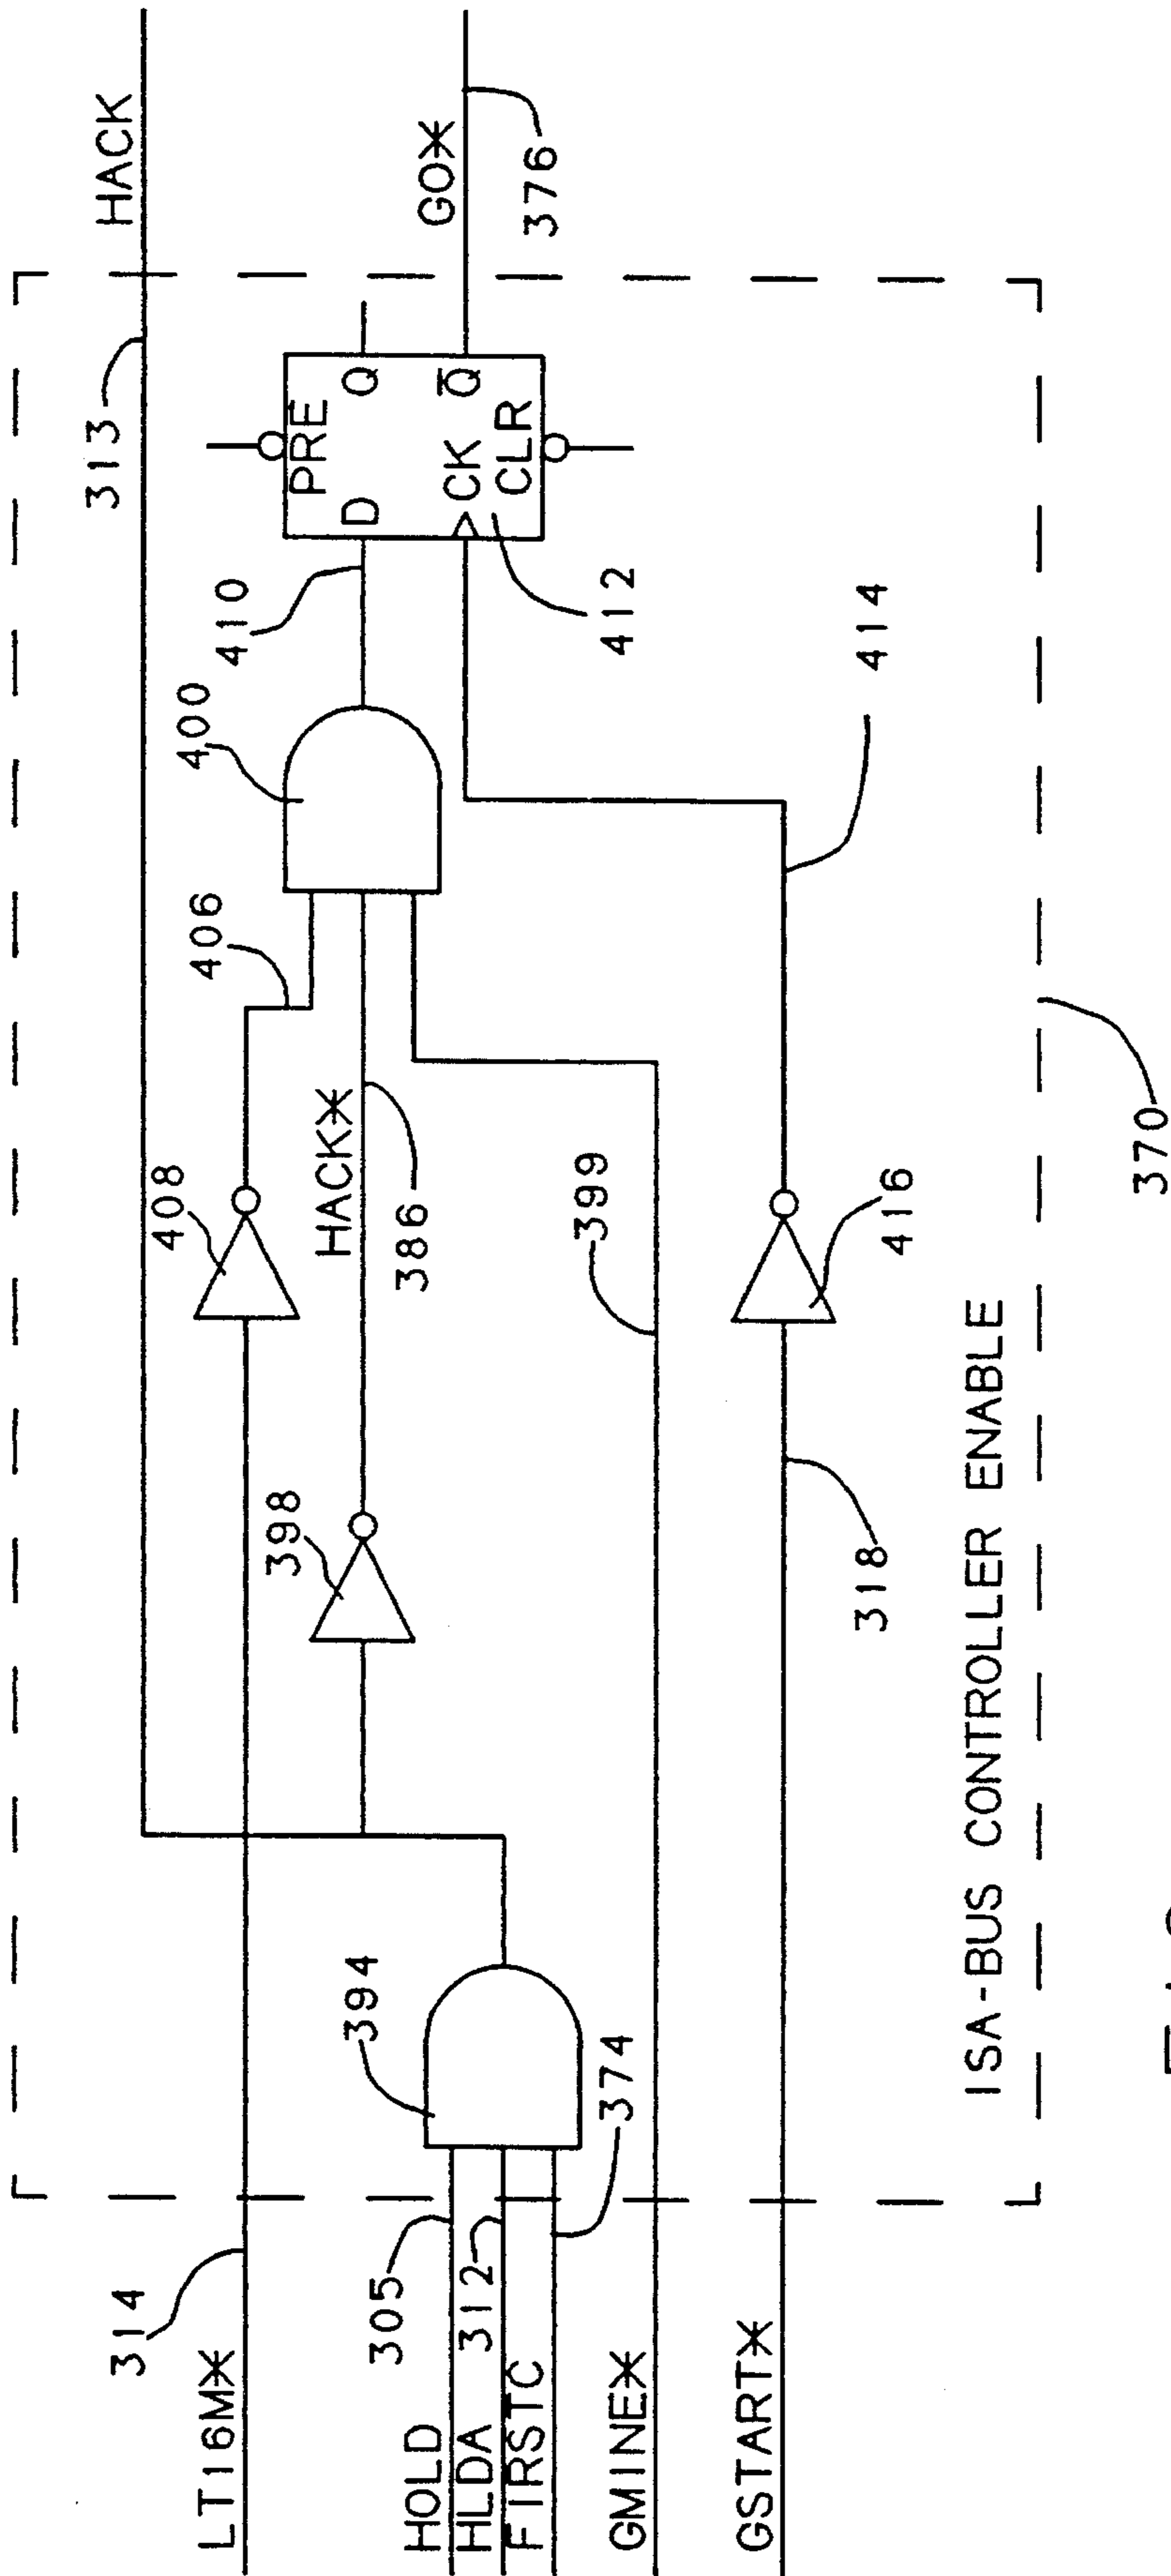 LT16M*
314
HOLD
HLDA
FIRSTC
305
312
374
GMINE*
GSTART*
394
313
HACK
408
406
400
410
398
HACK*
386
399
318
416
414
PRE
D
Q
CK
Q̅
CLR
412
GO*
376
ISA-BUS CONTROLLER ENABLE
370